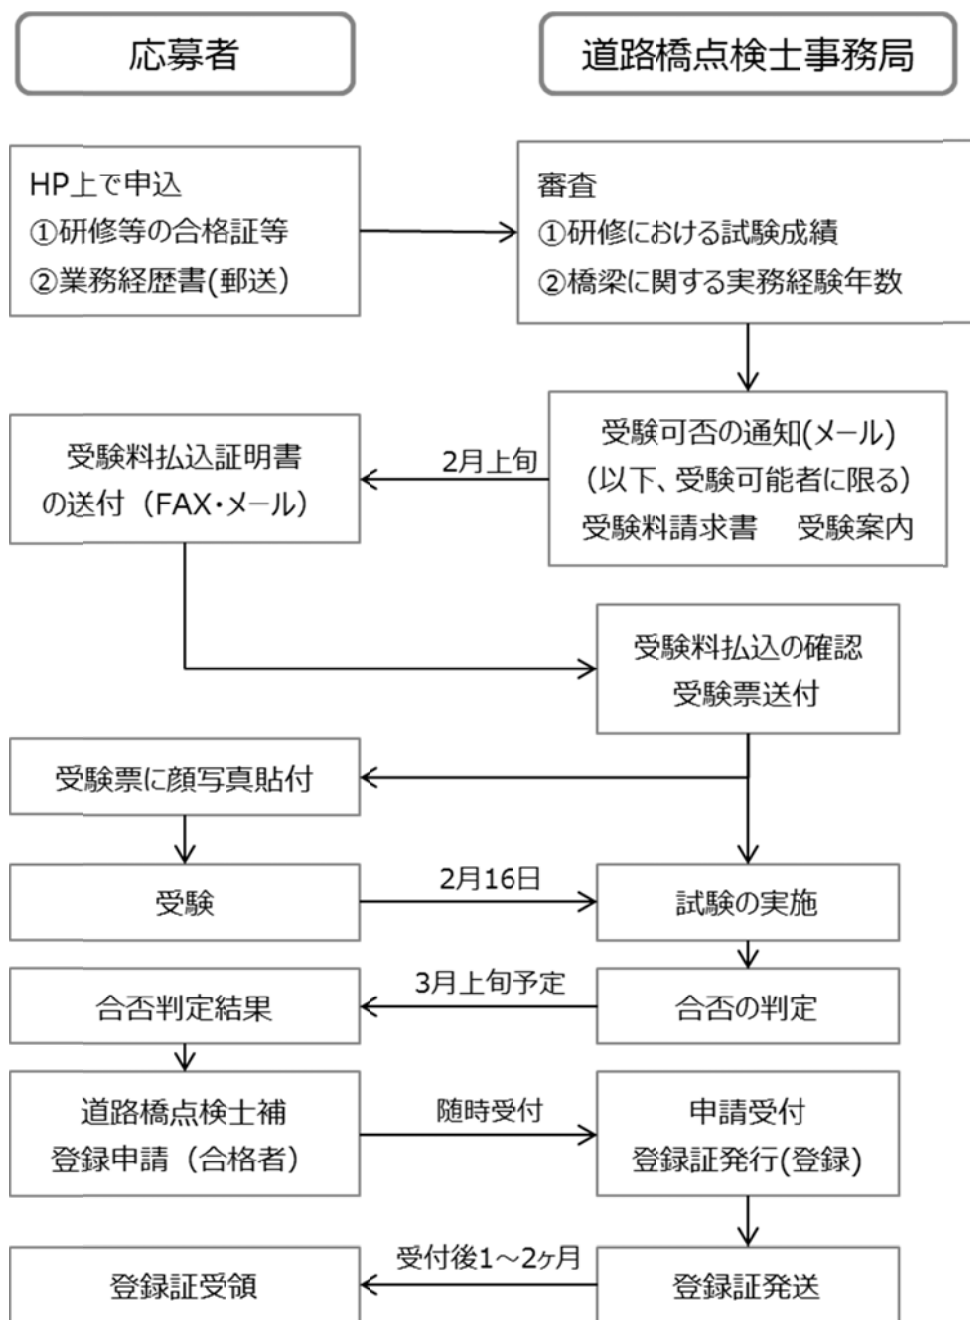 応募者
道路橋点検士事務局
HP上で申込
①研修等の合格証等
②業務経歴書(郵送）
審査
①研修における試験成績
②橋梁に関する実務経験年数
受験可否の通知(メール)
（以下、受験可能者に限る）
受験料請求書　受験案内
2月上旬
受験料払込証明書
の送付（FAX・メール）
受験料払込の確認
受験票送付
受験票に顔写真貼付
受験
2月16日
試験の実施
合否判定結果
3月上旬予定
合否の判定
道路橋点検士補
登録申請（合格者）
随時受付
申請受付
登録証発行(登録)
登録証受領
受付後1～2ヶ月
登録証発送